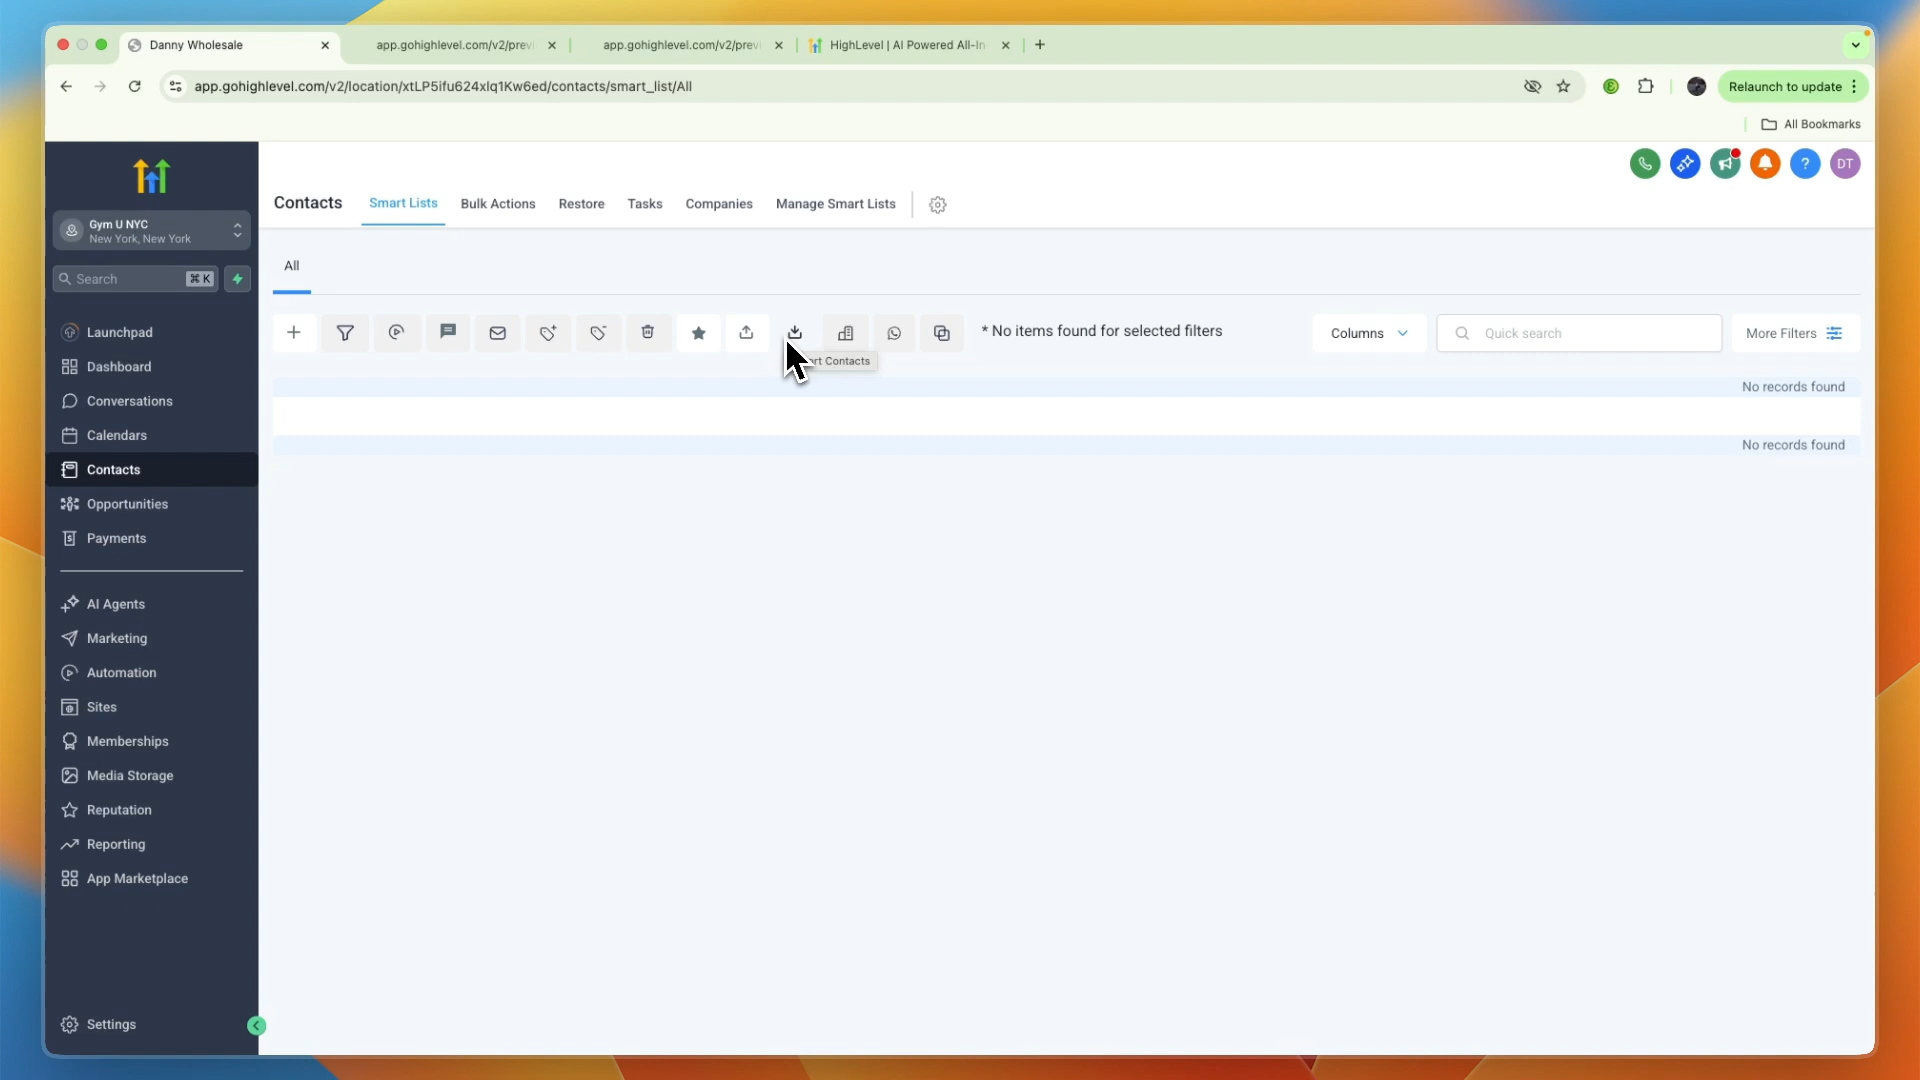 Danny Wholesale
app.gohighlevel.com/v2/previ
app.gohighlevel.com/v2/previ
HighLevel | AI Powered All-In
app.gohighlevel.com/v2/location/xtLP5ifu624xlq1Kw6ed/contacts/smart_list/All
Relaunch to update
All Bookmarks
DT
Contacts
Smart Lists
Bulk Actions
Restore
Tasks
Companies
Manage Smart Lists
Gym U NYC
New York, New York
Search
⌘ K
All
* No items found for selected filters
Columns
Quick search
More Filters
Contacts
No records found
No records found
Launchpad
Dashboard
Conversations
Calendars
Contacts
Opportunities
Payments
AI Agents
Marketing
Automation
Sites
Memberships
Media Storage
Reputation
Reporting
App Marketplace
Settings